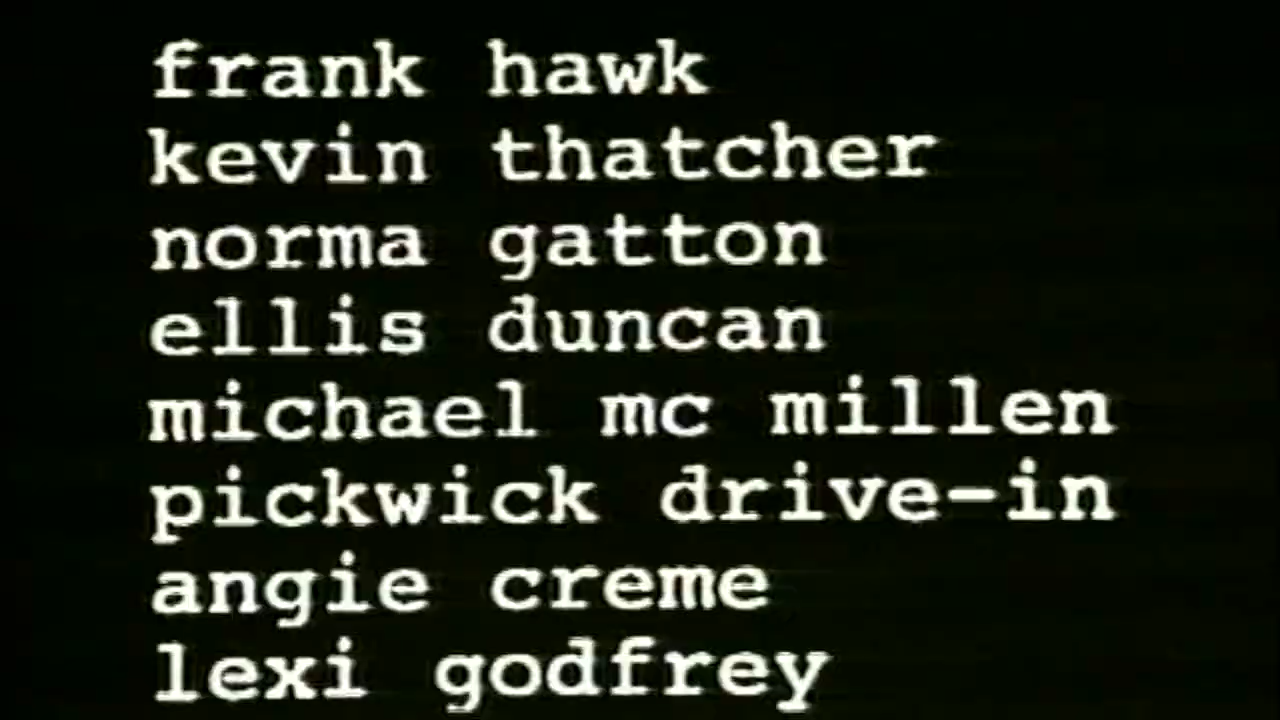 frank hawk
kevin thatcher
norma gatton
ellis duncan
michael mc millen
pickwick drive-in
angie creme
lexi godfrey